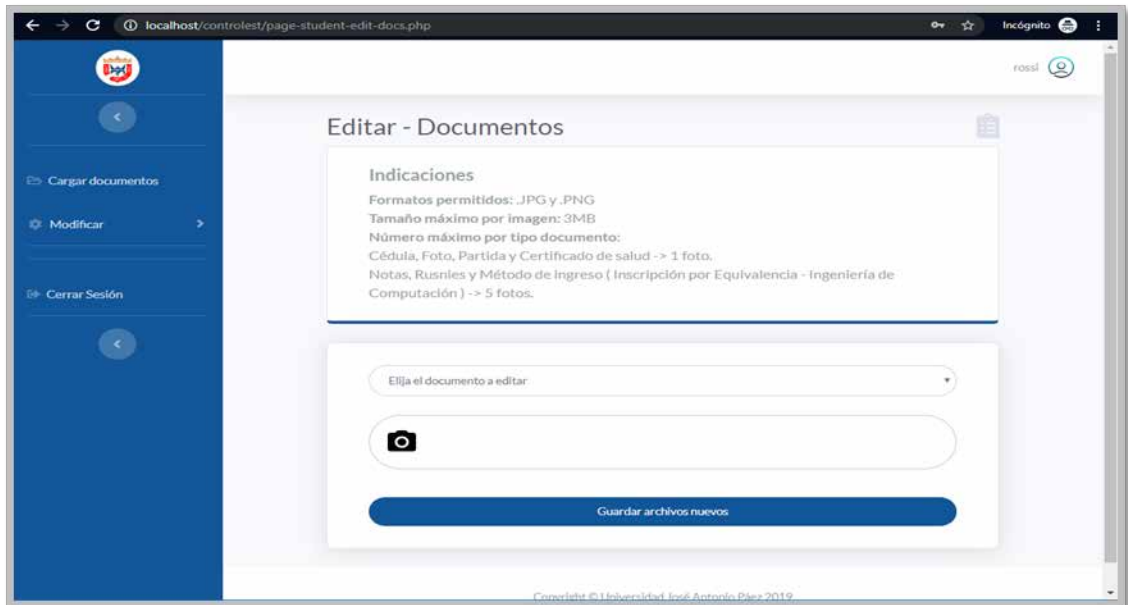 localhost/controlest/page-student-edit-docs.php
Incógnito
rossi
Cargar documentos
Modificar
Cerrar Sesión
Editar - Documentos
Indicaciones
Formatos permitidos: .JPG y .PNG
Tamaño máximo por imagen: 3MB
Número máximo por tipo documento:
Cédula, Foto, Partida y Certificado de salud -> 1 foto.
Notas, Rusnies y Método de ingreso ( Inscripción por Equivalencia - Ingeniería de
Computación ) -> 5 fotos.
Elija el documento a editar
Guardar archivos nuevos
Copyright © Universidad José Antonio Páez 2019